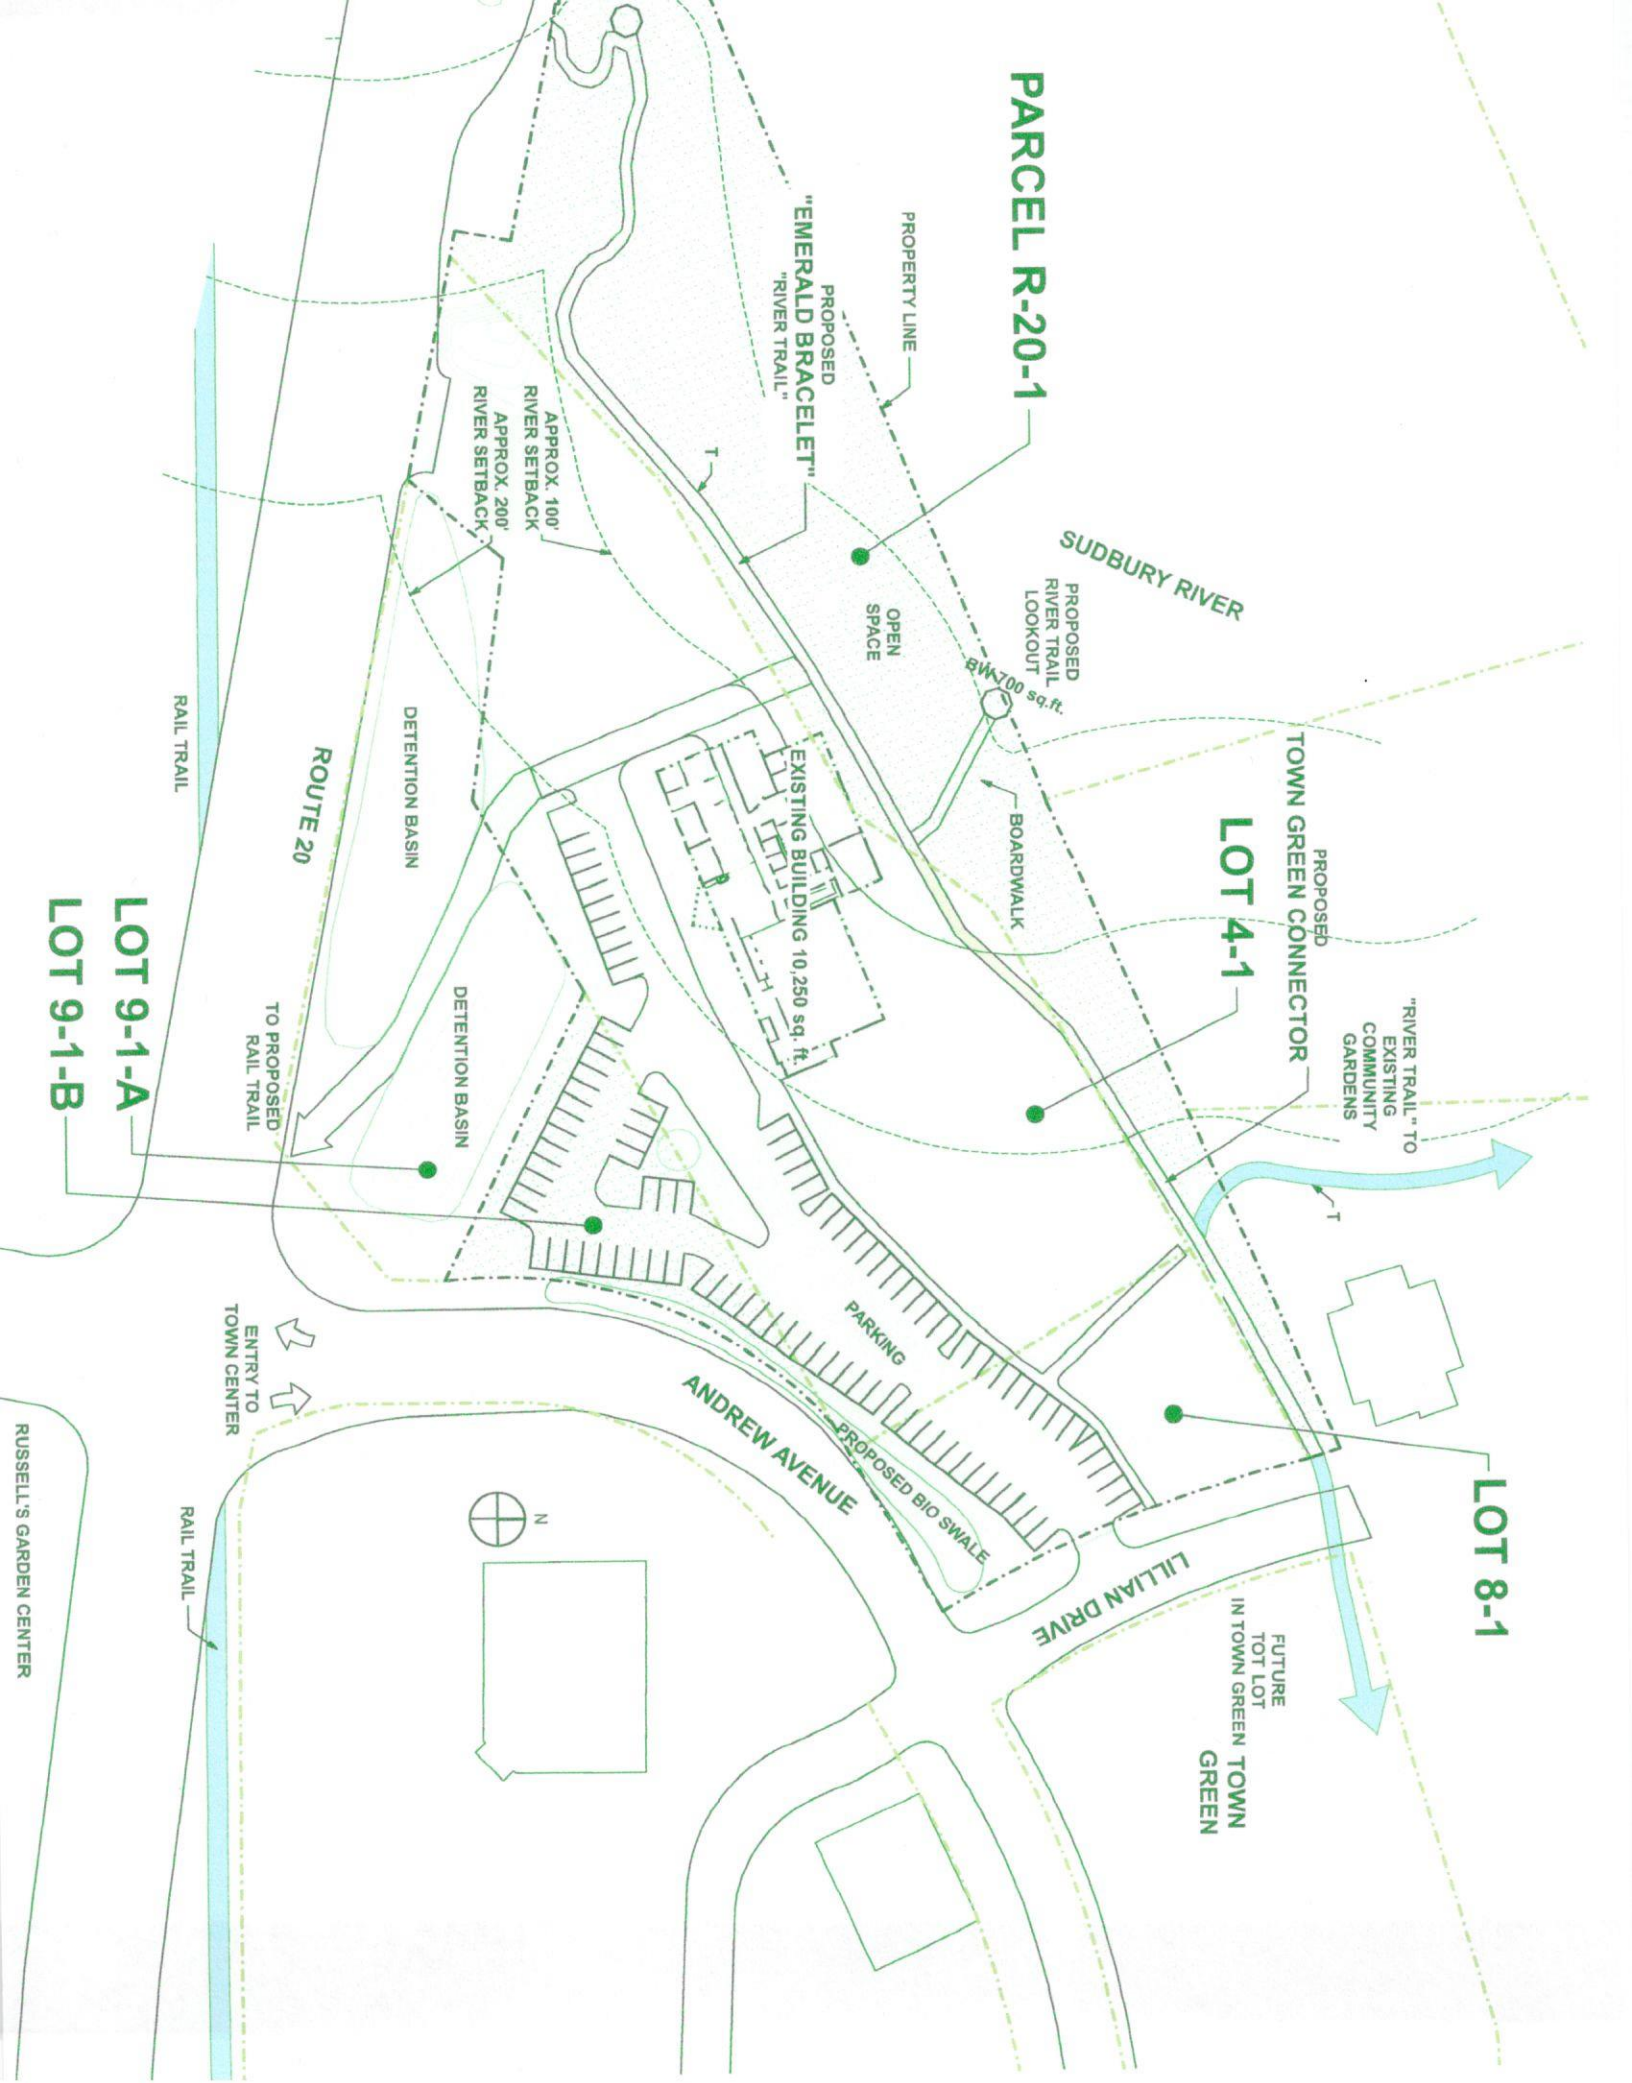 PARCEL R-20-1
PROPERTY LINE
PROPOSED
"EMERALD BRACELET"
"RIVER TRAIL"
T
APPROX. 100'
RIVER SETBACK
APPROX. 200'
RIVER SETBACK
SUDBURY RIVER
PROPOSED
RIVER TRAIL
LOOKOUT
BW-700 sq.ft.
OPEN
SPACE
BOARDWALK
LOT 4-1
PROPOSED
TOWN GREEN CONNECTOR
"RIVER TRAIL" TO
EXISTING
COMMUNITY
GARDENS
T
EXISTING BUILDING 10,250 sq. ft.
DETENTION BASIN
ROUTE 20
RAIL TRAIL
DETENTION BASIN
TO PROPOSED
RAIL TRAIL
LOT 9-1-A
LOT 9-1-B
PARKING
LOT 8-1
ANDREW AVENUE
PROPOSED BIO SWALE
LILLIAN DRIVE
ENTRY TO
TOWN CENTER
FUTURE
TOT LOT
IN TOWN GREEN
TOWN
GREEN
N
RAIL TRAIL
RUSSELL'S GARDEN CENTER